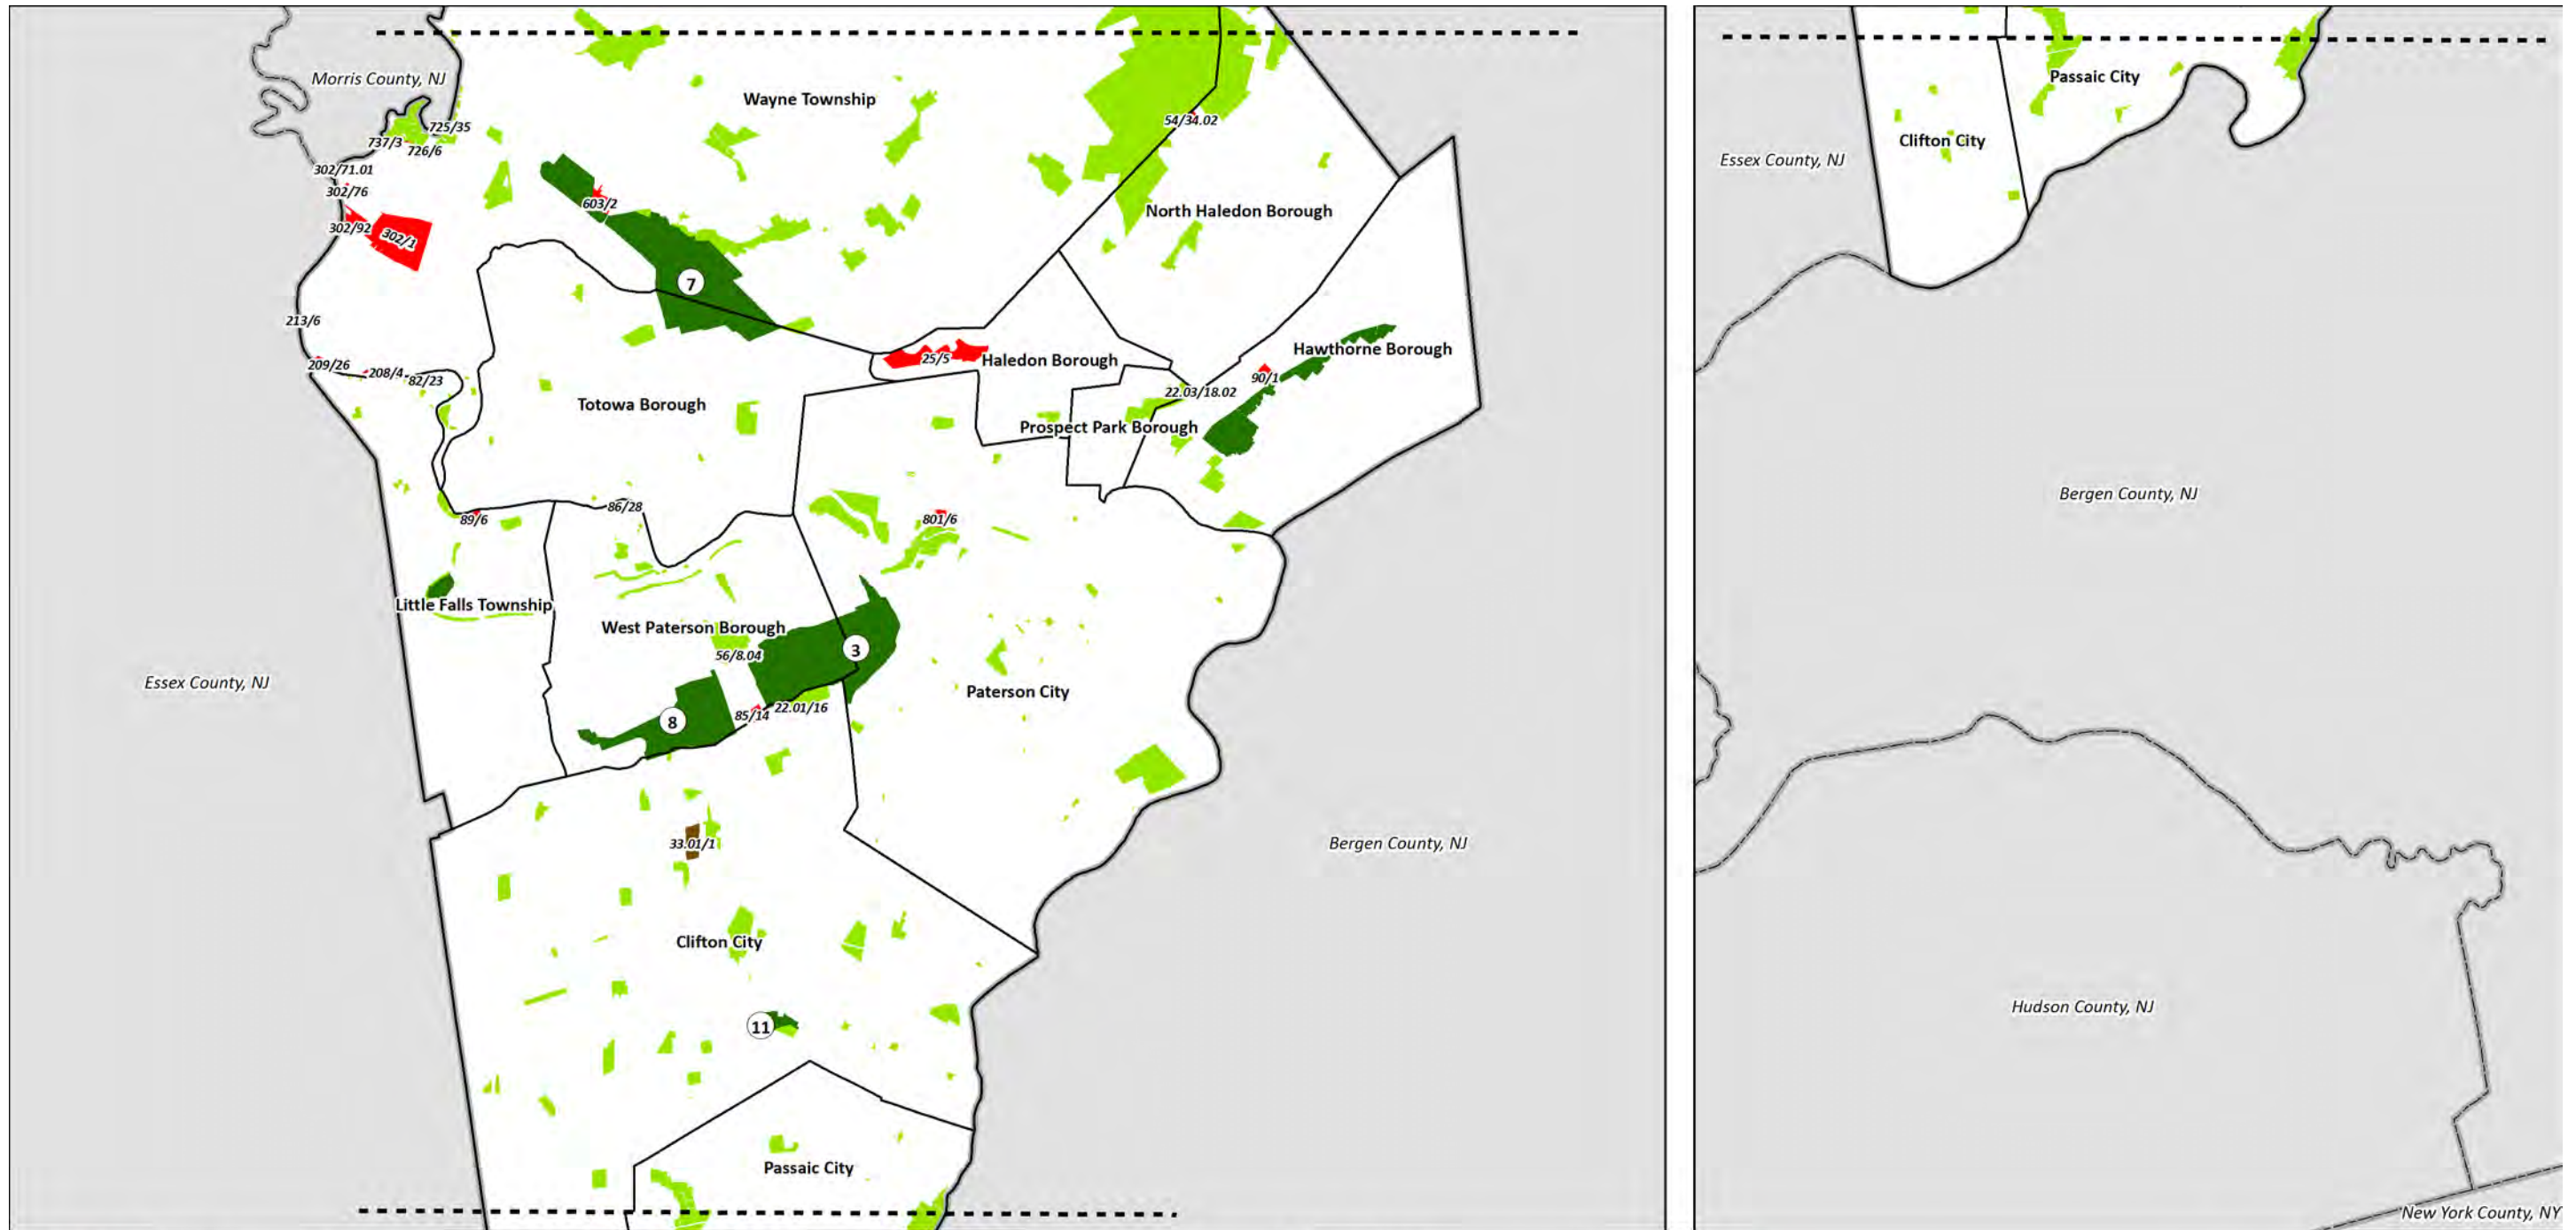 Morris County, NJ
Wayne Township
725/35
737/3
726/6
54/34.02
302/71.01
302/76
603/2
302/92
302/1
North Haledon Borough
7
213/6
25/5
Haledon Borough
Hawthorne Borough
209/26
208/4
82/23
90/1
22.03/18.02
Totowa Borough
Prospect Park Borough
86/28
89/6
801/6
Little Falls Township
West Paterson Borough
56/8.04
3
Essex County, NJ
Paterson City
8
85/14
22.01/16
33.01/1
Bergen County, NJ
Clifton City
11
Passaic City
Passaic City
Clifton City
Essex County, NJ
Bergen County, NJ
Hudson County, NJ
New York County, NY